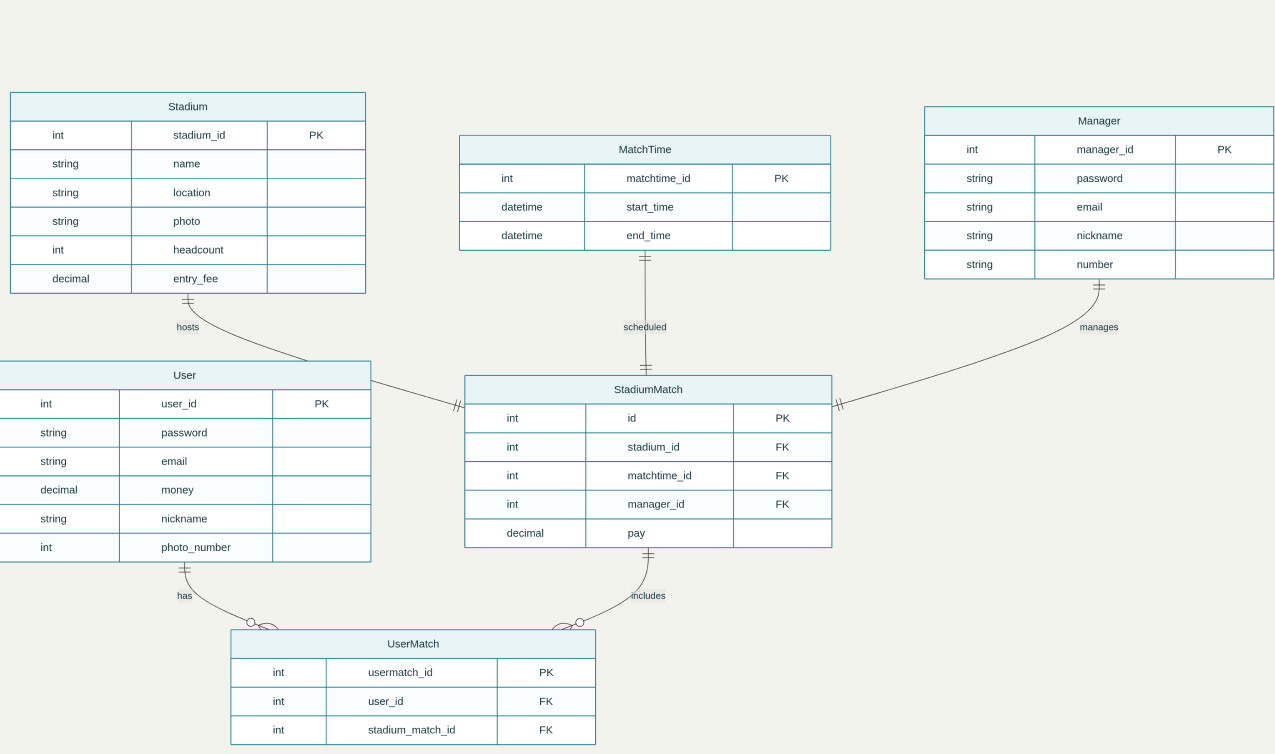 Stadium
int stadium_id PK
string name
string location
string photo
int headcount
decimal entry_fee
MatchTime
int matchtime_id PK
datetime start_time
datetime end_time
Manager
int manager_id PK
string password
string email
string nickname
string number
hosts
scheduled
manages
User
int user_id PK
string password
string email
decimal money
string nickname
int photo_number
StadiumMatch
int id PK
int stadium_id FK
int matchtime_id FK
int manager_id FK
decimal pay
has
includes
UserMatch
int usermatch_id PK
int user_id FK
int stadium_match_id FK